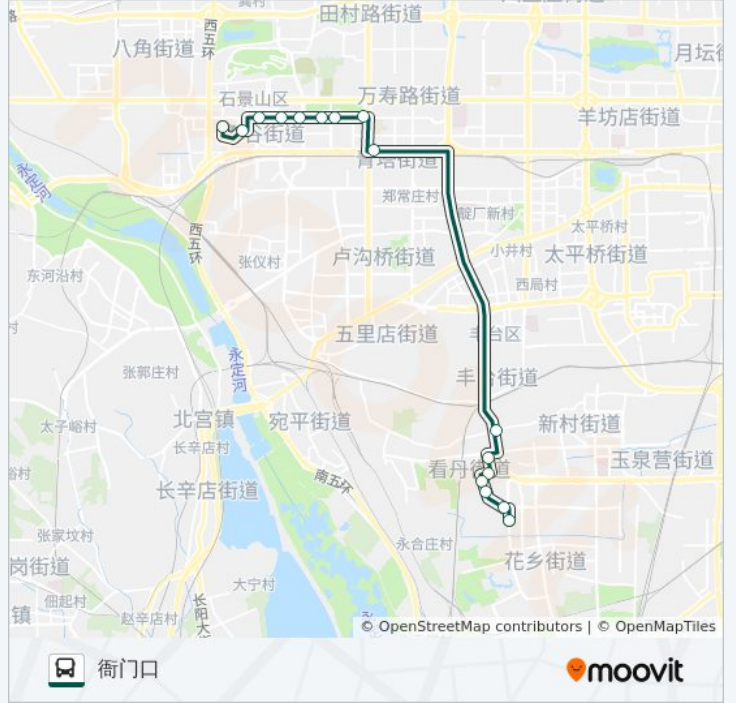 田村路街道
西五环
八角街道
月坛
石景山区
万寿路街道
羊坊店街道
谷街道
青塔街道
永定河
郑常庄村
靛厂新村
太平桥村
西五环
小井村
太平桥街道
卢沟桥街道
张仪村
东河沿村
西局村
村
五里店街道
丰台区
永定河
张郭庄村
丰台街道
北宫镇
宛平街道
新村街道
太子峪村
长辛店村
看丹街道
玉泉营街道
峪村
长辛店街道
南五环
张家坟村
永合庄村
花乡街道
岗街道
大宁村
佃起村
镇
赵辛店村
长阳大
© OpenStreetMap contributors | © OpenMapTiles
衙门口
moovit